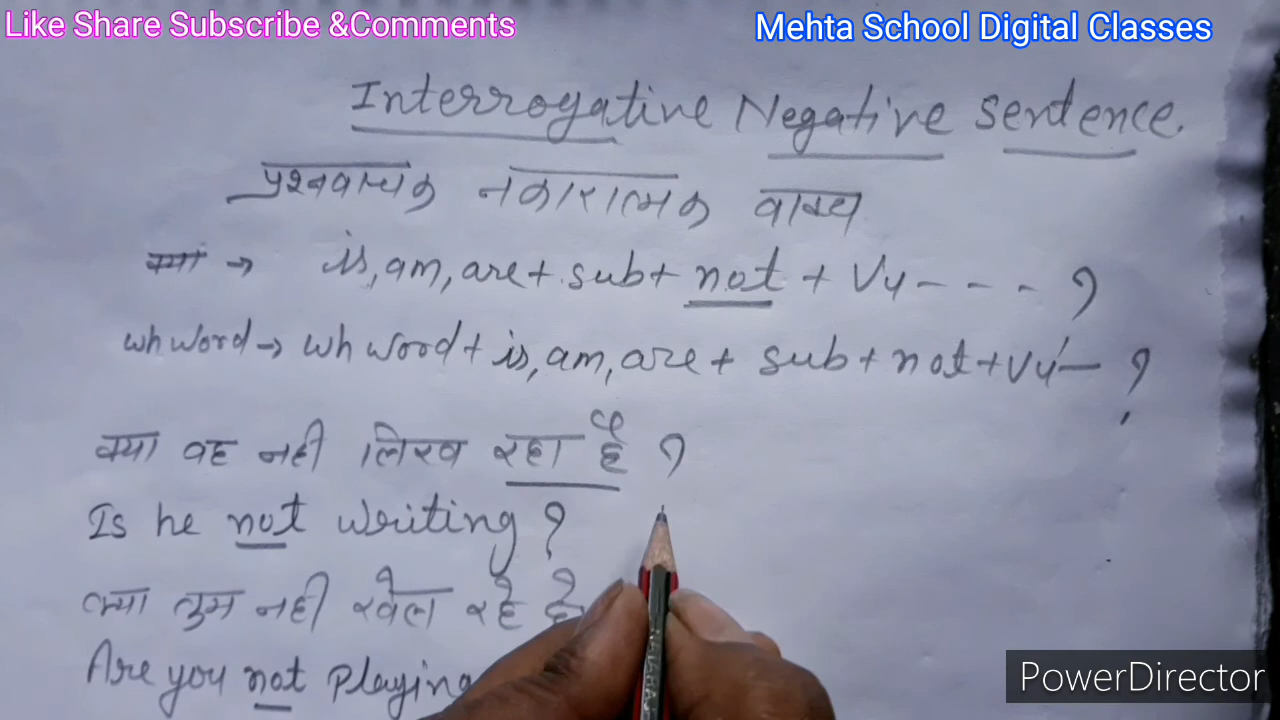 Like Share Subscribe &Comments
Mehta School Digital Classes
Interrogative Negative Sentence.
प्रश्नवाचक नकारात्मक वाक्य
क्या → is, am, are + sub + not + V4 - - - ?
wh word → wh word + is, am, are + sub + not + V4 — ?
क्या वह नही लिख रहा है ?
Is he not writing ?
क्या तुम नही खेल रहे
Are you not playing
PowerDirector